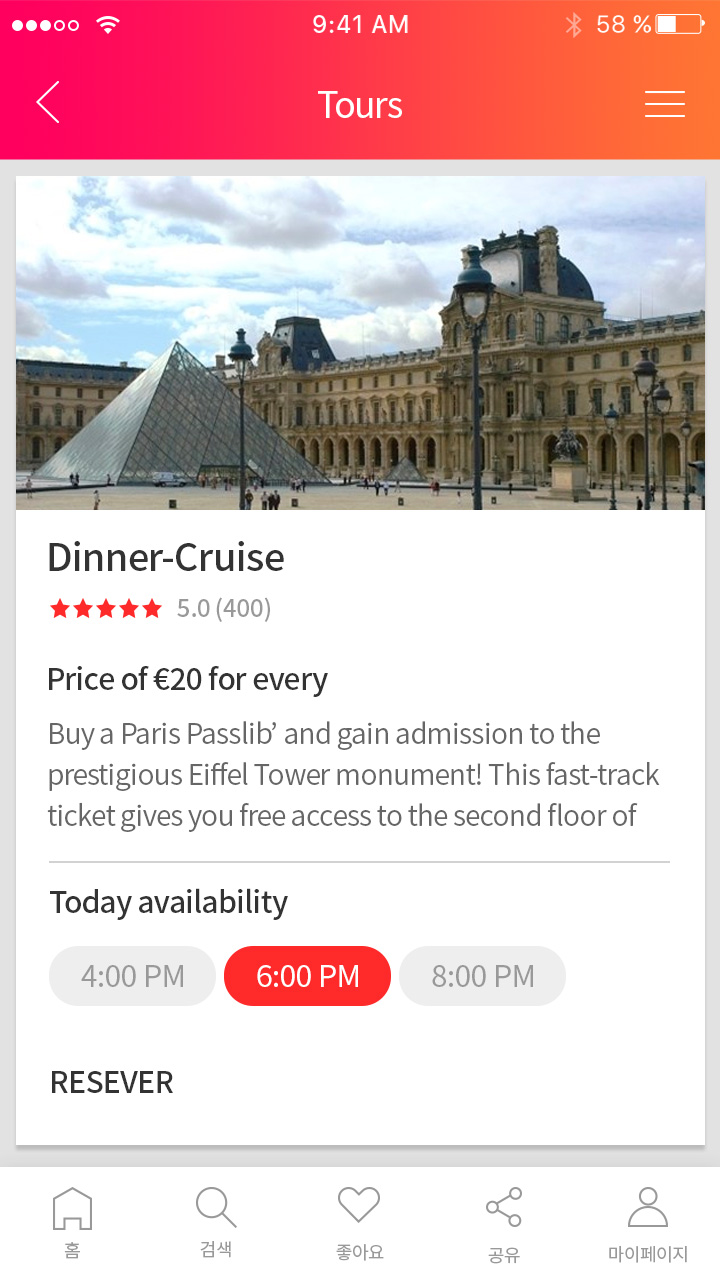 9:41 AM
58 %
Tours
Dinner-Cruise
5.0 (400)
Price of €20 for every
Buy a Paris Passlib’ and gain admission to the
prestigious Eiffel Tower monument! This fast-track
ticket gives you free access to the second floor of
Today availability
4:00 PM
6:00 PM
8:00 PM
RESEVER
홈
검색
좋아요
공유
마이페이지